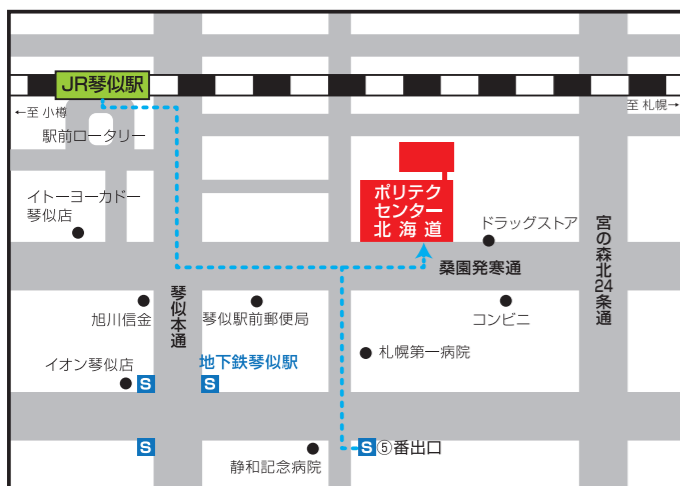 JR琴似駅
←至 小樽
至 札幌→
駅前ロータリー
イトーヨーカドー
琴似店
ポリテク
センター
北海道
ドラッグストア
宮の森北24条通
桑園発寒通
琴似本通
旭川信金
琴似駅前郵便局
コンビニ
札幌第一病院
イオン琴似店
地下鉄琴似駅
S
S
S
S⑤番出口
静和記念病院